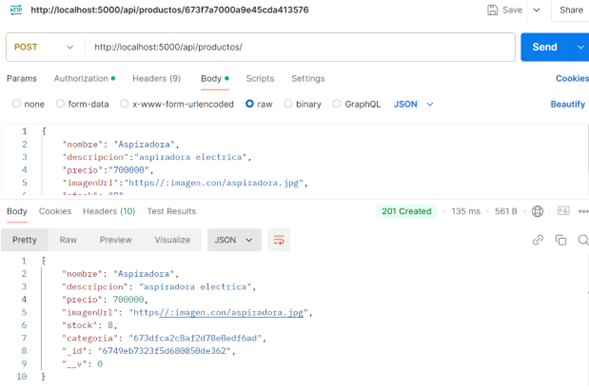 HTTP http://localhost:5000/api/productos/673f7a7000a9e45cda413576 Save Share
POST http://localhost:5000/api/productos/ Send
Params Authorization Headers (9) Body Scripts Settings Cookies
none form-data x-www-form-urlencoded raw binary GraphQL JSON Beautify
1 {
2 "nombre": "Aspiradora",
3 "descripcion":"aspiradora electrica",
4 "precio":"700000",
5 "imagenUrl":"https//:imagen.con/aspiradora.jpg",
Body Cookies Headers (10) Test Results 201 Created 135 ms 561 B
Pretty Raw Preview Visualize JSON
1 {
2 "nombre": "Aspiradora",
3 "descripcion": "aspiradora electrica",
4 "precio": 700000,
5 "imagenUrl": "https//:imagen.con/aspiradora.jpg",
6 "stock": 8,
7 "categoria": "673dfca2c8af2d78e8edf6ad",
8 "_id": "6749eb7323f5d680850de362",
9 "__v": 0
10 }